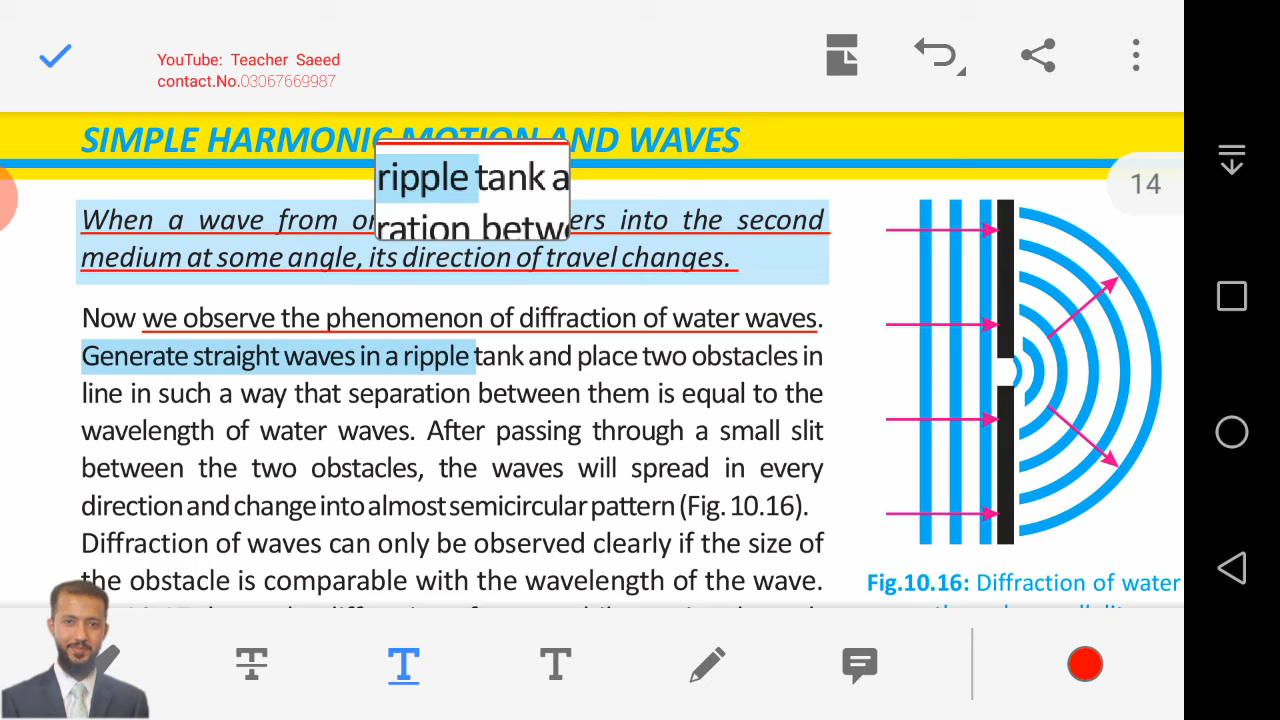 YouTube: Teacher Saeed
contact.No.03067669987
SIMPLE HARMONIC MOTION AND WAVES
14
ripple tank a
ration betw
When a wave from ers into the second
medium at some angle, its direction of travel changes.
Now we observe the phenomenon of diffraction of water waves.
Generate straight waves in a ripple tank and place two obstacles in
line in such a way that separation between them is equal to the
wavelength of water waves. After passing through a small slit
between the two obstacles, the waves will spread in every
direction and change into almost semicircular pattern (Fig. 10.16).
Diffraction of waves can only be observed clearly if the size of
the obstacle is comparable with the wavelength of the wave.
Fig.10.16: Diffraction of water